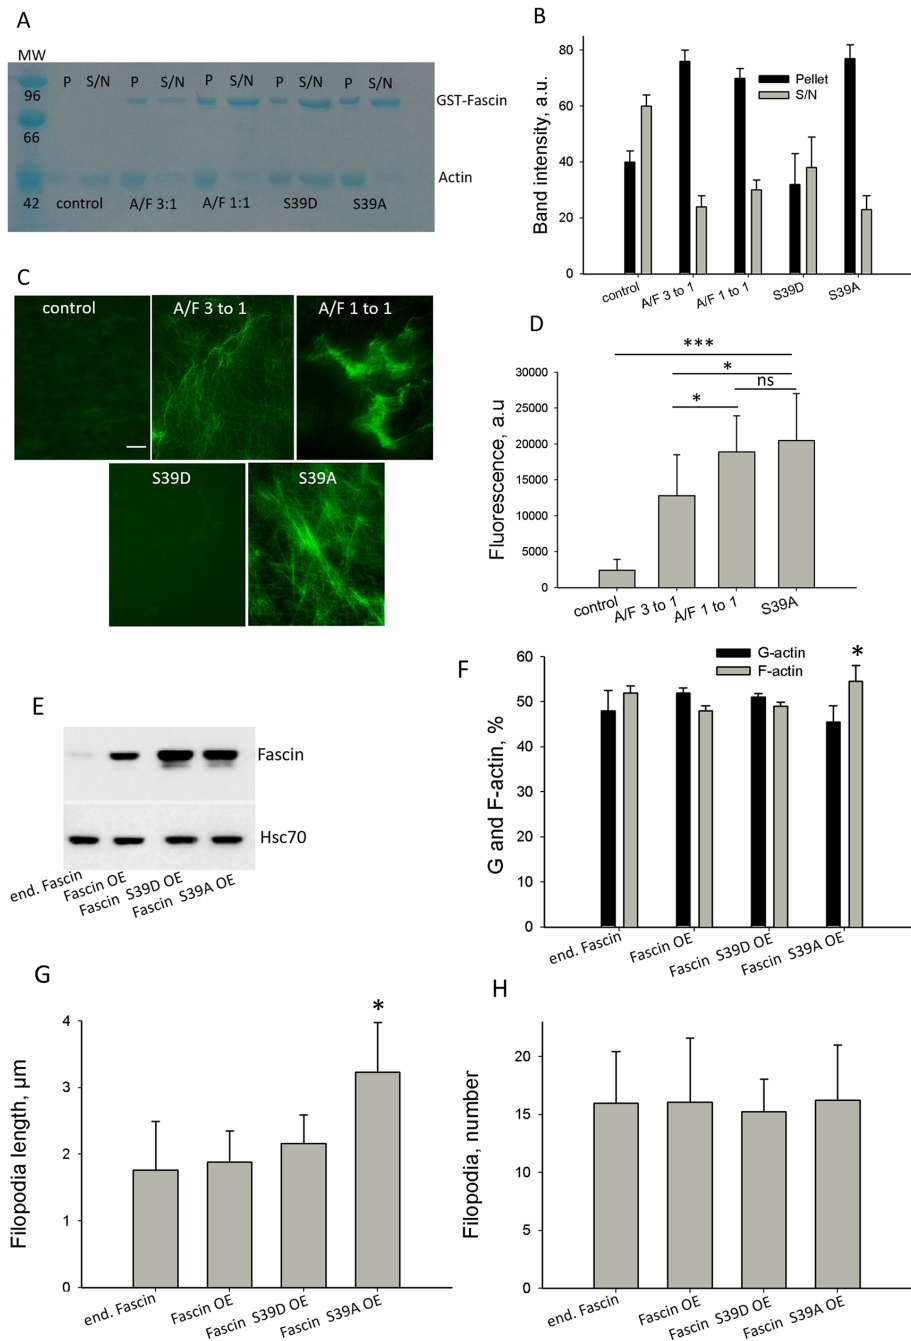 A
MW
P S/N P S/N P S/N P S/N P S/N
96
GST-Fascin
66
Actin
42
control A/F 3:1 A/F 1:1 S39D S39A
B
Band intensity, a.u.
80
60
40
20
0
Pellet
S/N
control A/F 3 to 1 A/F 1 to 1 S39D S39A
C
control A/F 3 to 1 A/F 1 to 1
S39D S39A
D
Fluorescence, a.u
30000
25000
20000
15000
10000
5000
0
***
*
ns
*
control A/F 3 to 1 A/F 1 to 1 S39A
E
Fascin
Hsc70
end. Fascin Fascin OE Fascin S39D OE Fascin S39A OE
F
G and F-actin, %
60
50
40
30
20
10
0
G-actin
F-actin
*
end. Fascin Fascin OE Fascin S39D OE Fascin S39A OE
G
Filopodia length, µm
4
3
2
1
0
*
end. Fascin Fascin OE Fascin S39D OE Fascin S39A OE
H
Filopodia, number
20
15
10
5
0
end. Fascin Fascin OE Fascin S39D OE Fascin S39A OE